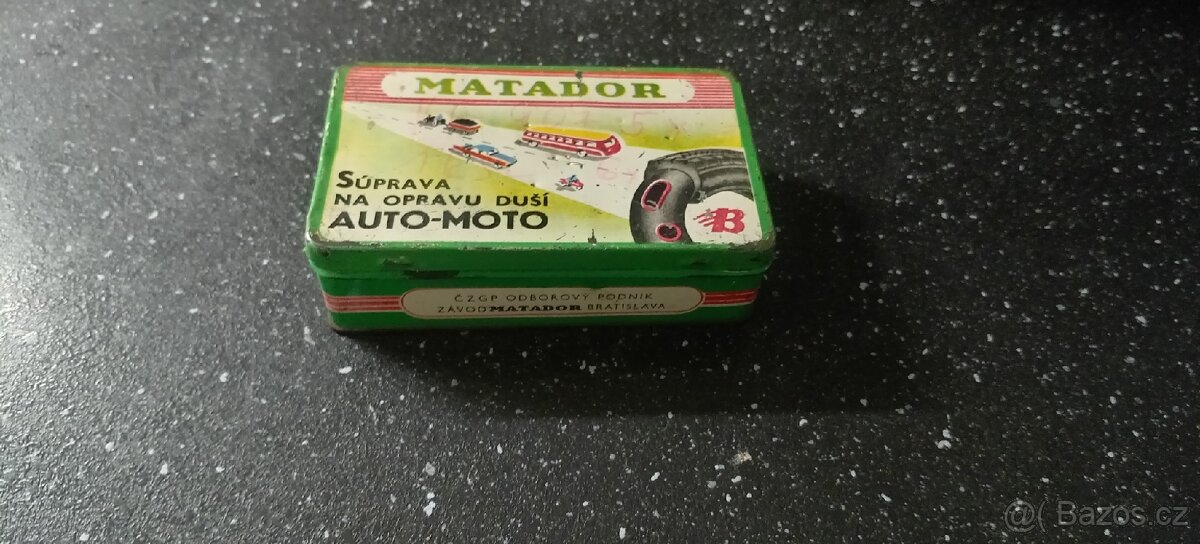 MATADOR
SÚPRAVA
NA OPRAVU DUŠÍ
AUTO-MOTO
B
ČZGP ODBOROVÝ PODNIK
ZÁVOD MATADOR BRATISLAVA
@( Bazos.cz